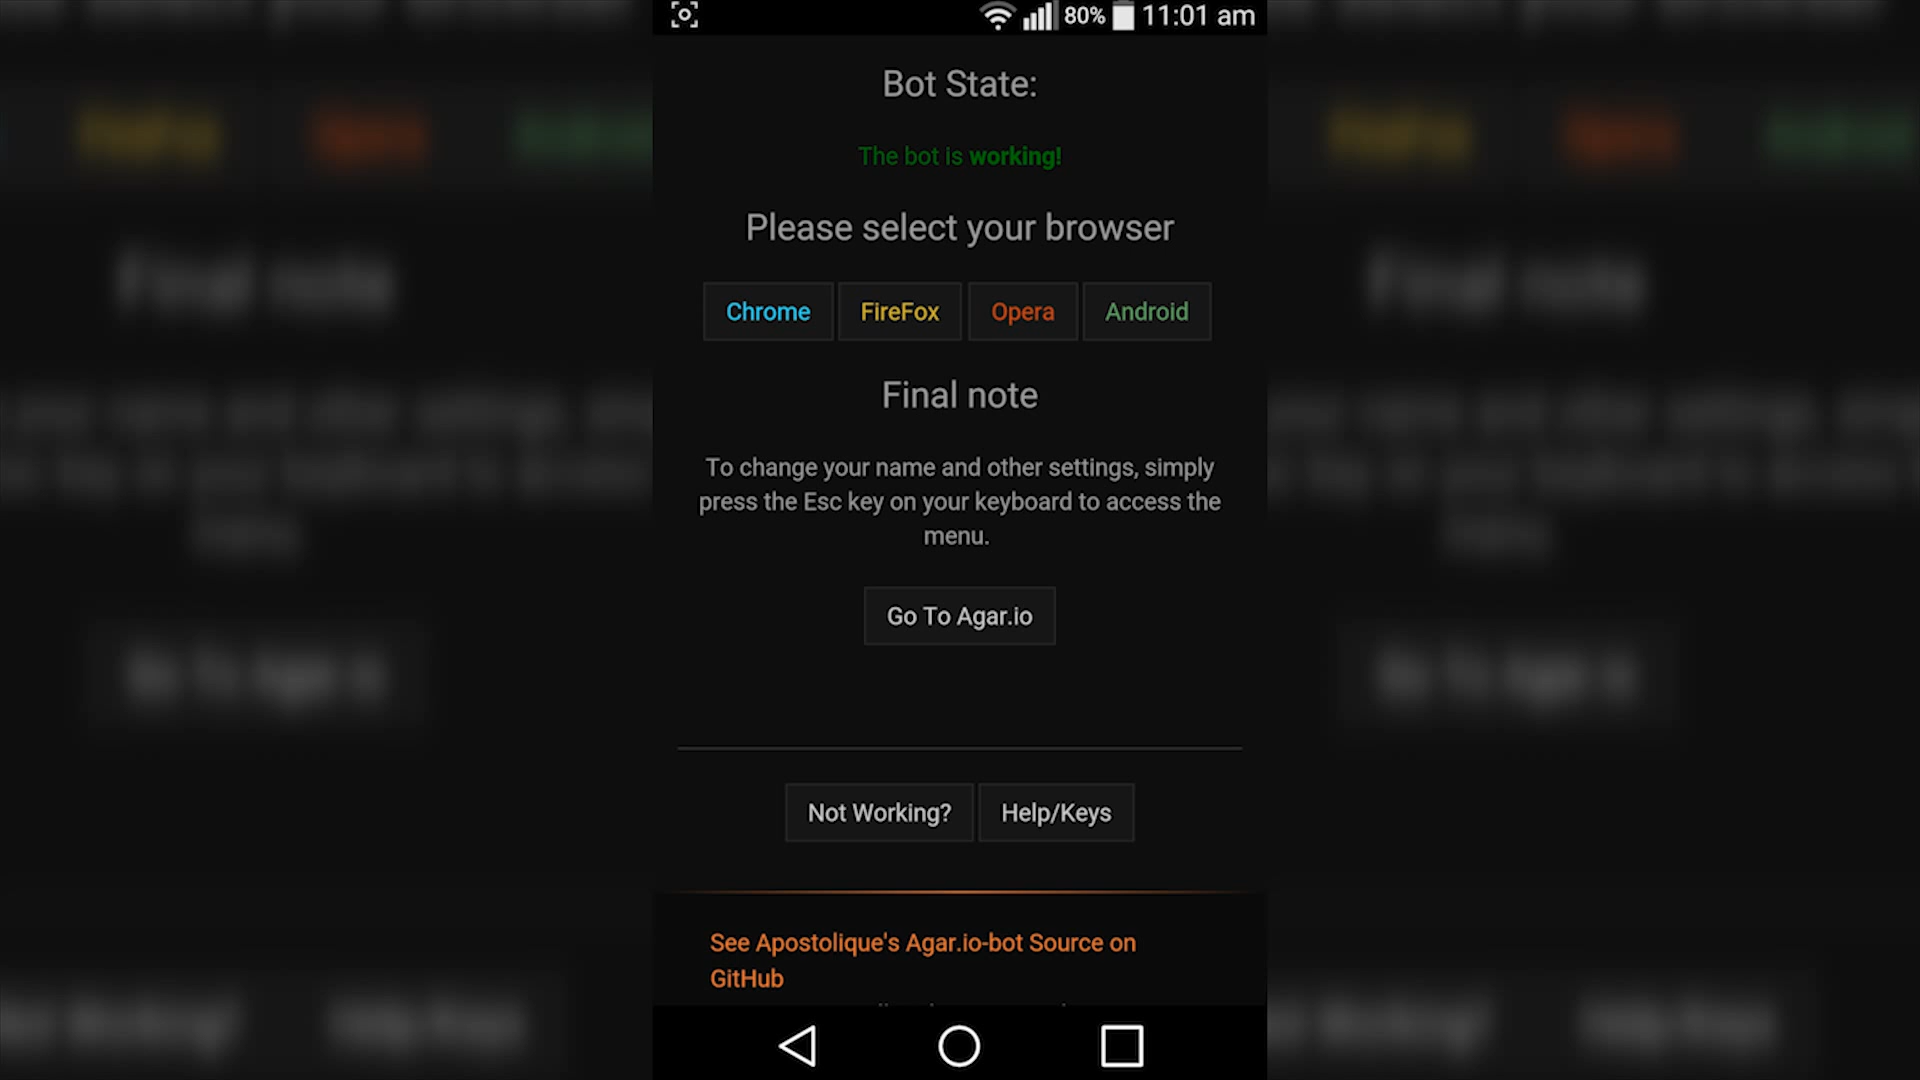 80% 11:01 am
Bot State:
The bot is working!
Please select your browser
Chrome FireFox Opera Android
Final note
To change your name and other settings, simply
press the Esc key on your keyboard to access the
menu.
Go To Agar.io
Not Working? Help/Keys
See Apostolique's Agar.io-bot Source on
GitHub